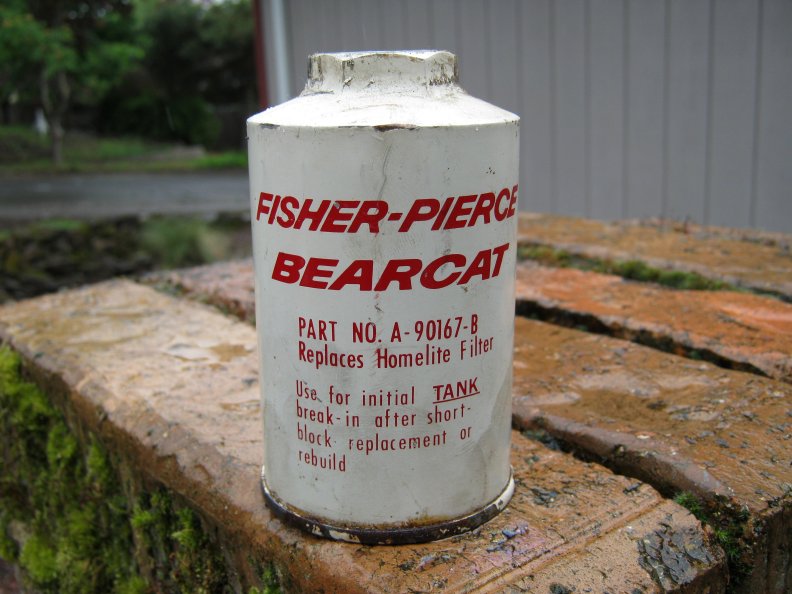 FISHER-PIERCE
BEARCAT
PART NO. A-90167-B
Replaces Homelite Filter
Use for initial TANK
break-in after short-
block replacement or
rebuild